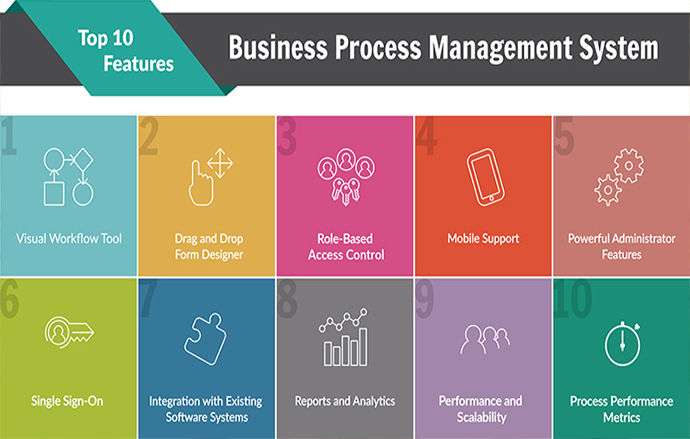 Top 10
Features
Business Process Management System
1
Visual Workflow Tool
2
Drag and Drop
Form Designer
3
Role-Based
Access Control
4
Mobile Support
5
Powerful Administrator
Features
6
Single Sign-On
7
Integration with Existing
Software Systems
8
Reports and Analytics
9
Performance and
Scalability
10
Process Performance
Metrics